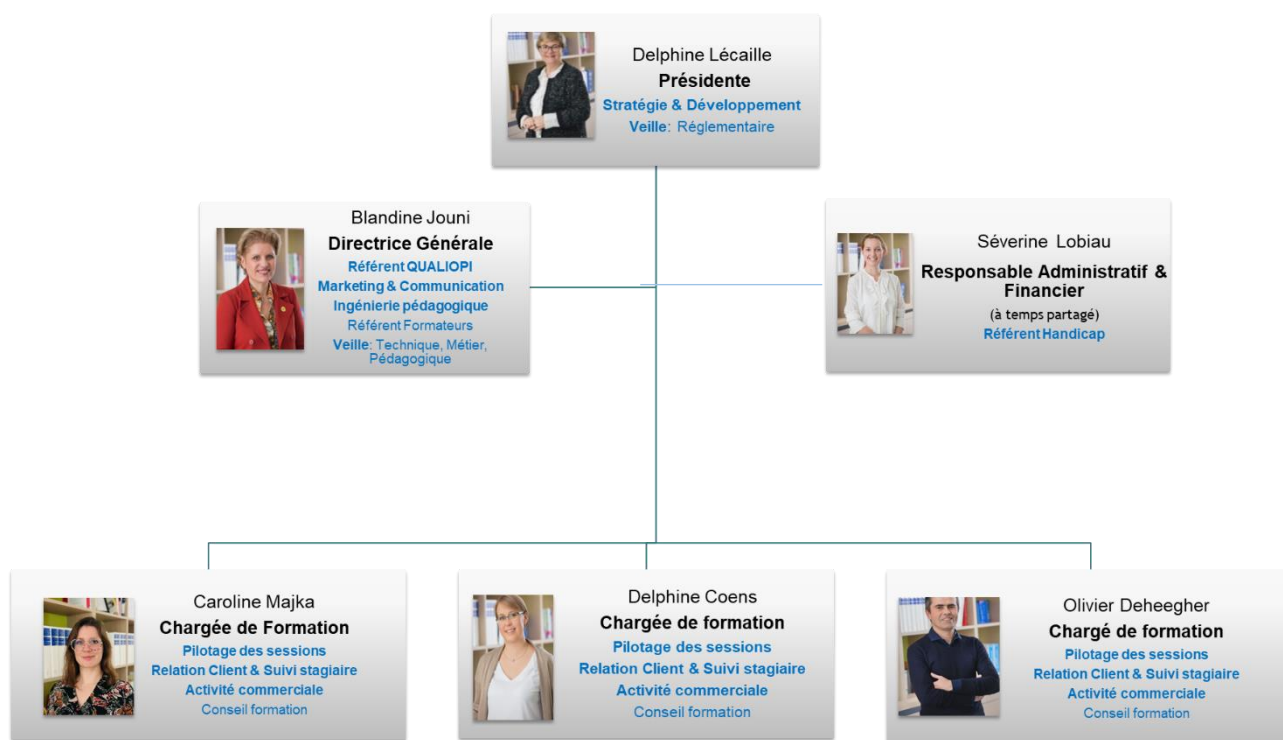 Delphine Lécaille
Présidente
Stratégie & Développement
Veille: Réglementaire
Blandine Jouni
Directrice Générale
Référent QUALIOPI
Marketing & Communication
Ingénierie pédagogique
Référent Formateurs
Veille: Technique, Métier,
Pédagogique
Séverine Lobiau
Responsable Administratif &
Financier
(à temps partagé)
Référent Handicap
Caroline Majka
Chargée de Formation
Pilotage des sessions
Relation Client & Suivi stagiaire
Activité commerciale
Conseil formation
Delphine Coens
Chargée de formation
Pilotage des sessions
Relation Client & Suivi stagiaire
Activité commerciale
Conseil formation
Olivier Deheegher
Chargé de formation
Pilotage des sessions
Relation Client & Suivi stagiaire
Activité commerciale
Conseil formation